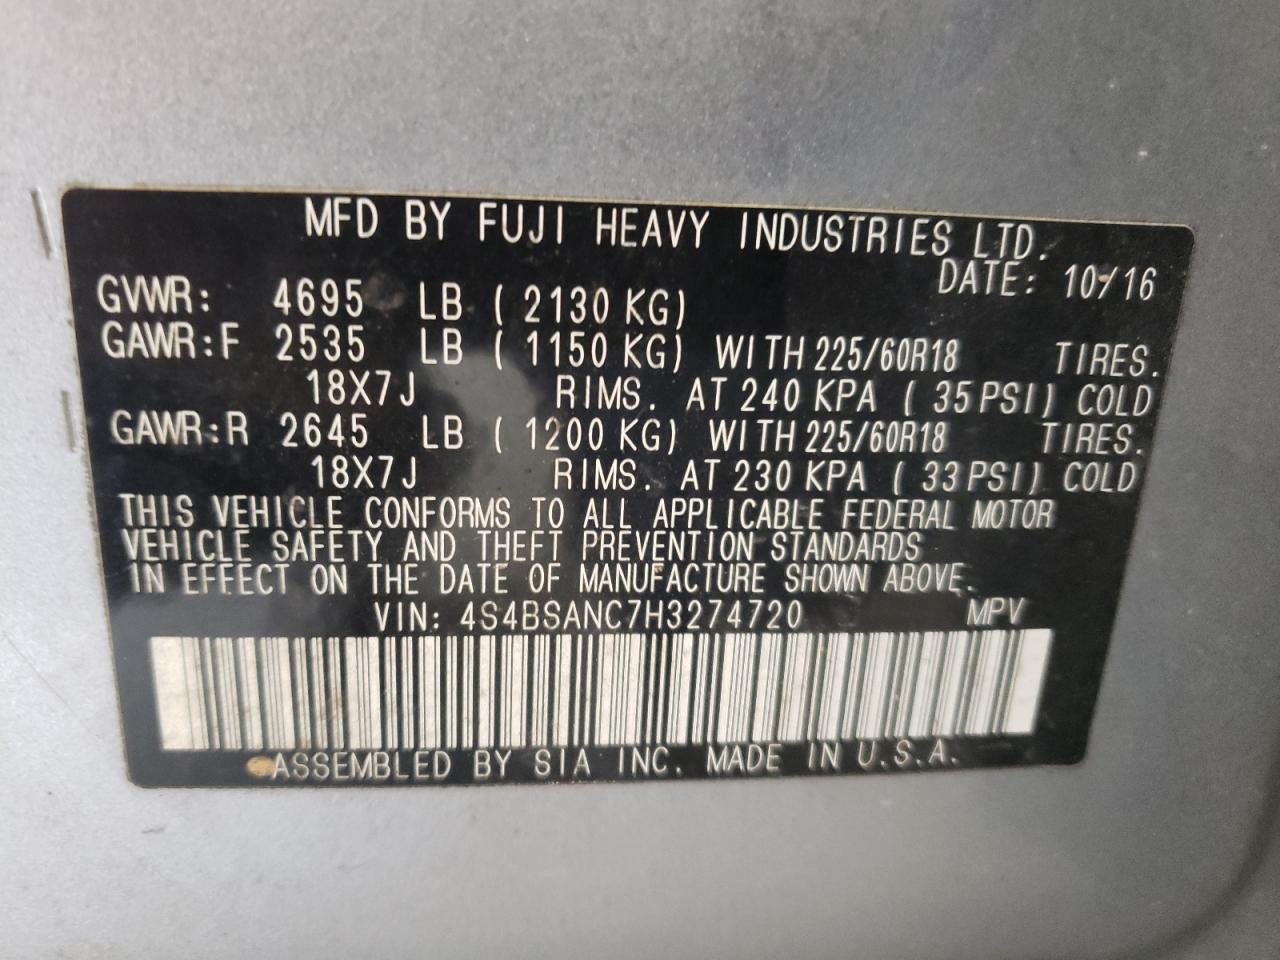 MFD BY FUJI HEAVY INDUSTRIES LTD.
DATE: 10/16
GVWR: 4695 LB ( 2130 KG)
GAWR:F 2535 LB ( 1150 KG) WITH 225/60R18 TIRES.
18X7J RIMS. AT 240 KPA ( 35 PSI) COLD
GAWR:R 2645 LB ( 1200 KG) WITH 225/60R18 TIRES.
18X7J RIMS. AT 230 KPA ( 33 PSI) COLD
THIS VEHICLE CONFORMS TO ALL APPLICABLE FEDERAL MOTOR
VEHICLE SAFETY AND THEFT PREVENTION STANDARDS
IN EFFECT ON THE DATE OF MANUFACTURE SHOWN ABOVE.
VIN: 4S4BSANC7H3274720 MPV
ASSEMBLED BY SIA INC. MADE IN U.S.A.